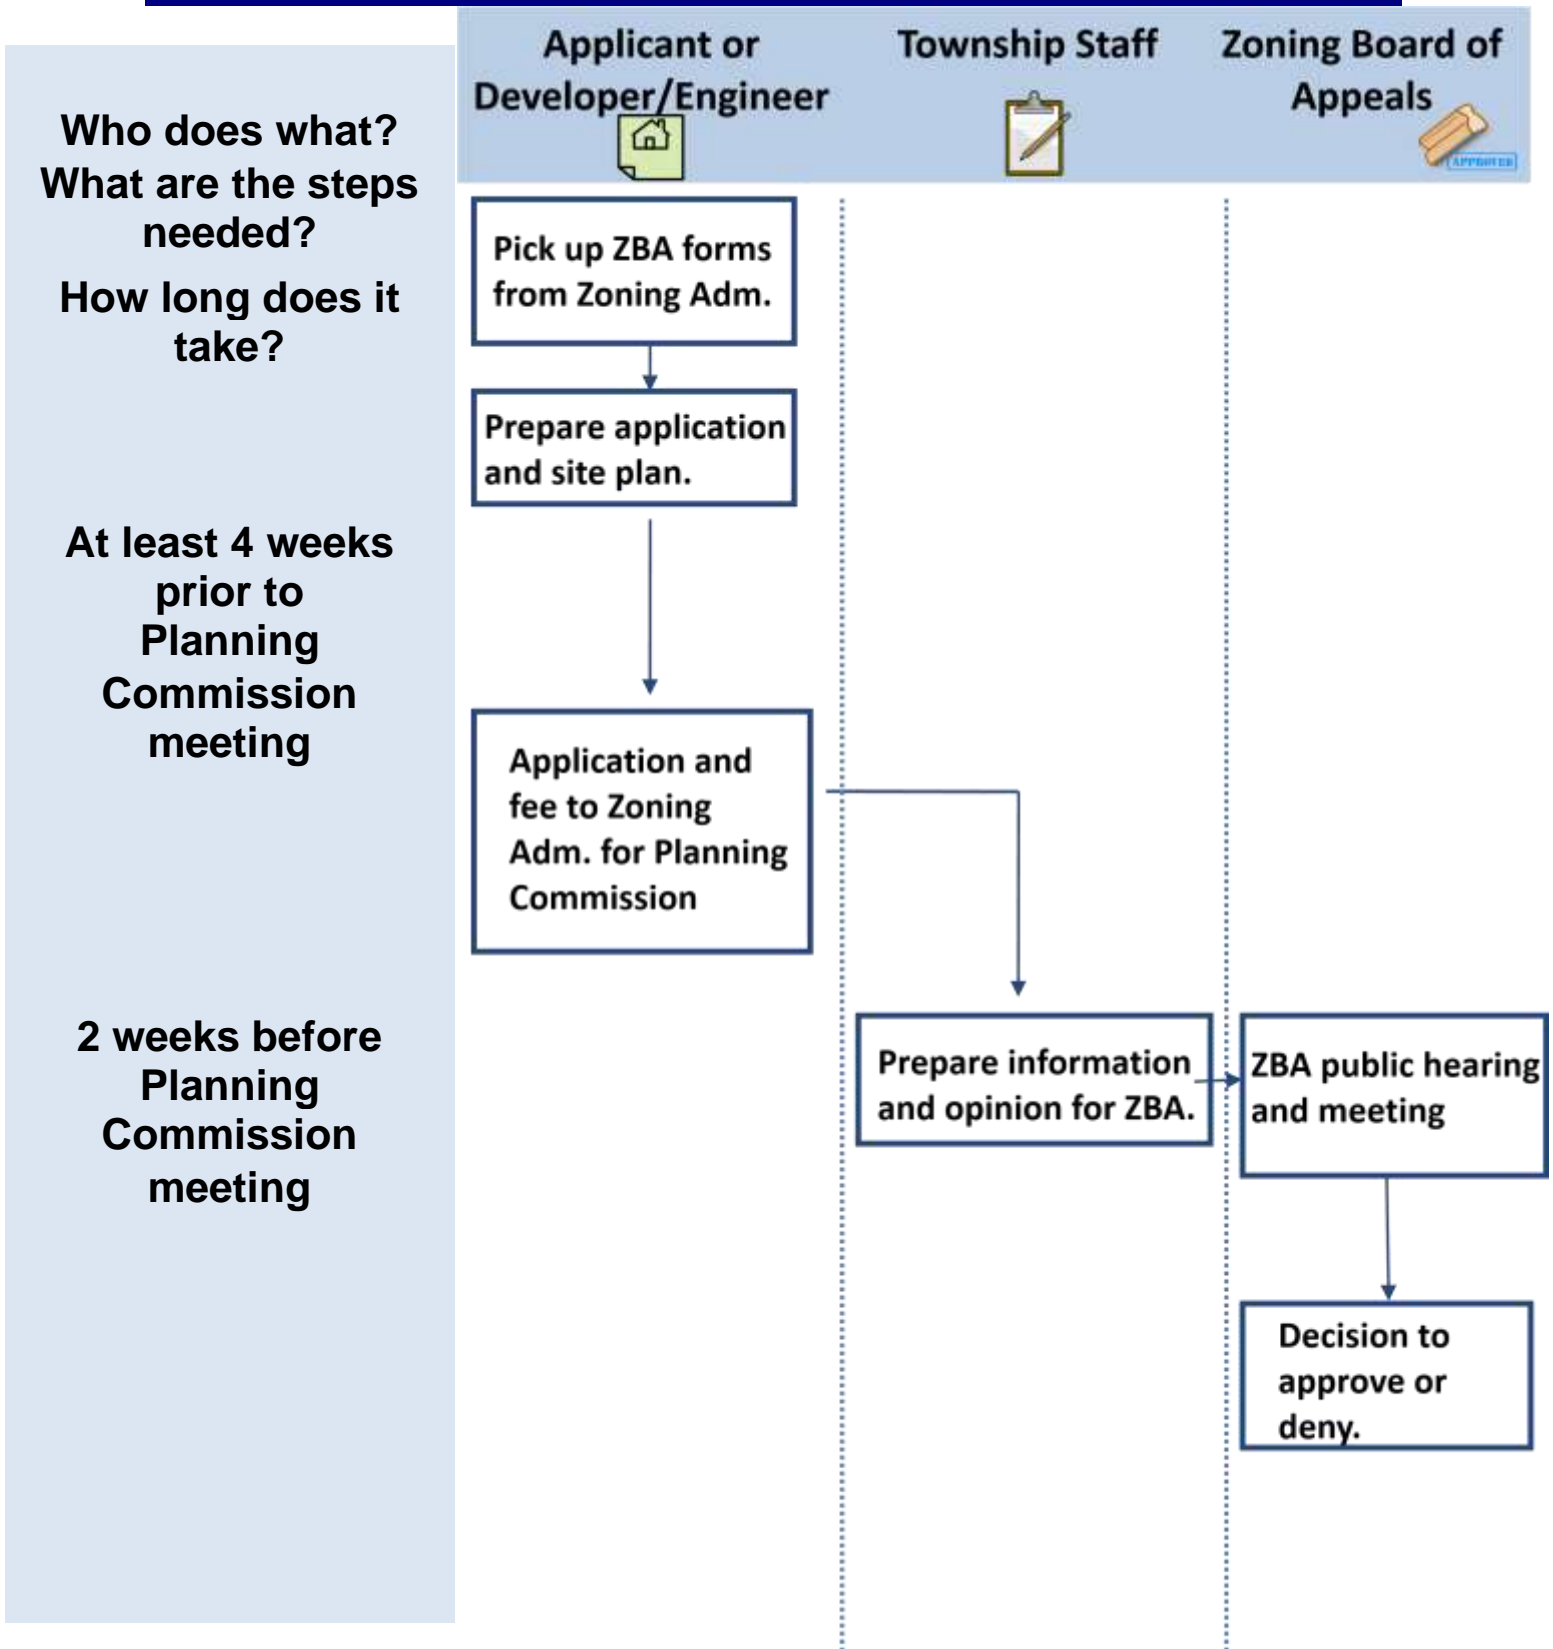 Applicant or
Developer/Engineer
Township Staff
Zoning Board of
Appeals
APPROVED
Who does what?
What are the steps
needed?
How long does it
take?
Pick up ZBA forms
from Zoning Adm.
Prepare application
and site plan.
At least 4 weeks
prior to
Planning
Commission
meeting
Application and
fee to Zoning
Adm. for Planning
Commission
2 weeks before
Planning
Commission
meeting
Prepare information
and opinion for ZBA.
ZBA public hearing
and meeting
Decision to
approve or
deny.